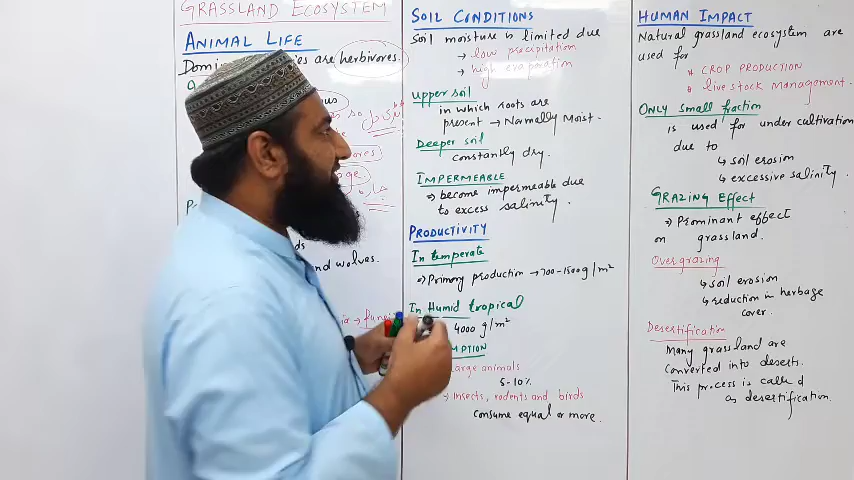 GRASSLAND ECOSYSTEM
ANIMAL LIFE
are herbivores.
and wolves.
fungi
SOIL CONDITIONS
Soil moisture is limited due
→ low precipitation
→ high evaporation
upper soil
in which roots are
present → Normally Moist.
Deeper soil
constantly dry.
IMPERMEABLE
⇒ become impermeable due
to excess salinity.
PRODUCTIVITY
In temperate
⇒ Primary production → 700-1500 g/m²
In Humid tropical
4000 g/m²
Large animals
5-10%
→ Insects, rodents and birds
Consume equal or more.
HUMAN IMPACT
Natural grassland ecosystem are
used for
* CROP PRODUCTION
* live stock management.
ONLY small fraction
is used for under cultivation
due to
↳ soil erosion
↳ excessive salinity.
GRAZING Effect
⇒ Prominant effect
on grassland.
Overgrazing
↳ soil erosion
↳ reduction in herbage
cover.
Desertification
Many grassland are
Converted into deserts.
This process is called
as desertification.